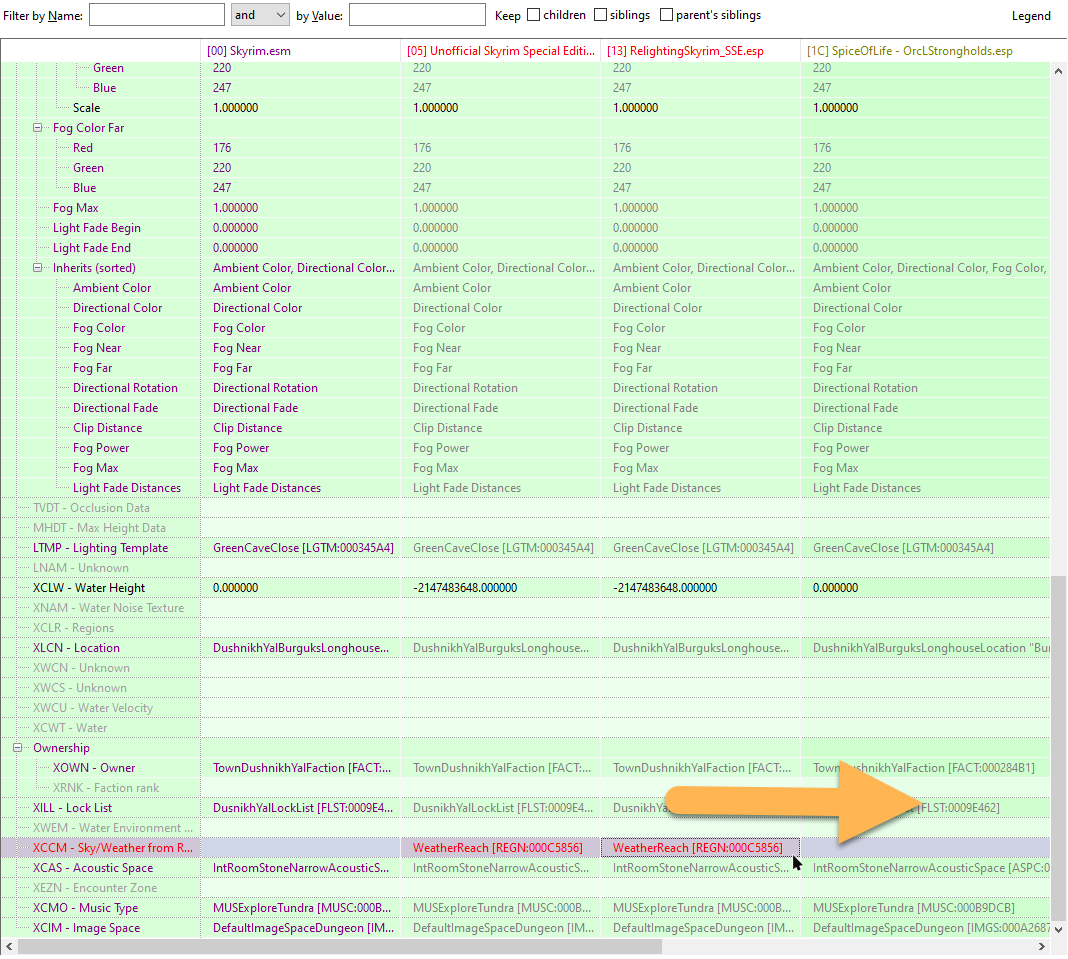 Filter by Name: and by Value: Keep children siblings parent's siblings Legend
[00] Skyrim.esm [05] Unofficial Skyrim Special Editi... [13] RelightingSkyrim_SSE.esp [1C] SpiceOfLife - OrcLStrongholds.esp
Green 220 220 220 220
Blue 247 247 247 247
Scale 1.000000 1.000000 1.000000 1.000000
Fog Color Far
Red 176 176 176 176
Green 220 220 220 220
Blue 247 247 247 247
Fog Max 1.000000 1.000000 1.000000 1.000000
Light Fade Begin 0.000000 0.000000 0.000000 0.000000
Light Fade End 0.000000 0.000000 0.000000 0.000000
Inherits (sorted) Ambient Color, Directional Color... Ambient Color, Directional Color... Ambient Color, Directional Color... Ambient Color, Directional Color, Fog Color,
Ambient Color Ambient Color Ambient Color Ambient Color Ambient Color
Directional Color Directional Color Directional Color Directional Color Directional Color
Fog Color Fog Color Fog Color Fog Color Fog Color
Fog Near Fog Near Fog Near Fog Near Fog Near
Fog Far Fog Far Fog Far Fog Far Fog Far
Directional Rotation Directional Rotation Directional Rotation Directional Rotation Directional Rotation
Directional Fade Directional Fade Directional Fade Directional Fade Directional Fade
Clip Distance Clip Distance Clip Distance Clip Distance Clip Distance
Fog Power Fog Power Fog Power Fog Power Fog Power
Fog Max Fog Max Fog Max Fog Max Fog Max
Light Fade Distances Light Fade Distances Light Fade Distances Light Fade Distances Light Fade Distances
TVDT - Occlusion Data
MHDT - Max Height Data
LTMP - Lighting Template GreenCaveClose [LGTM:000345A4] GreenCaveClose [LGTM:000345A4] GreenCaveClose [LGTM:000345A4] GreenCaveClose [LGTM:000345A4]
LNAM - Unknown
XCLW - Water Height 0.000000 -2147483648.000000 -2147483648.000000 0.000000
XNAM - Water Noise Texture
XCLR - Regions
XLCN - Location DushnikhYalBurguksLonghouse... DushnikhYalBurguksLonghouse... DushnikhYalBurguksLonghouse... DushnikhYalBurguksLonghouseLocation "Bur
XWCN - Unknown
XWCS - Unknown
XWCU - Water Velocity
XCWT - Water
Ownership
XOWN - Owner TownDushnikhYalFaction [FACT:... TownDushnikhYalFaction [FACT:... TownDushnikhYalFaction [FACT:... TownDushnikhYalFaction [FACT:000284B1]
XRNK - Faction rank
XILL - Lock List DusnikhYalLockList [FLST:0009E4... DusnikhYalLockList [FLST:0009E4... [FLST:0009E462]
XWEM - Water Environment ...
XCCM - Sky/Weather from R... WeatherReach [REGN:000C5856] WeatherReach [REGN:000C5856]
XCAS - Acoustic Space IntRoomStoneNarrowAcousticS... IntRoomStoneNarrowAcousticS... IntRoomStoneNarrowAcousticS... IntRoomStoneNarrowAcousticSpace [ASPC:0
XEZN - Encounter Zone
XCMO - Music Type MUSExploreTundra [MUSC:000B... MUSExploreTundra [MUSC:000B... MUSExploreTundra [MUSC:000B... MUSExploreTundra [MUSC:000B9DCB]
XCIM - Image Space DefaultImageSpaceDungeon [IM... DefaultImageSpaceDungeon [IM... DefaultImageSpaceDungeon [IM... DefaultImageSpaceDungeon [IMGS:000A2687